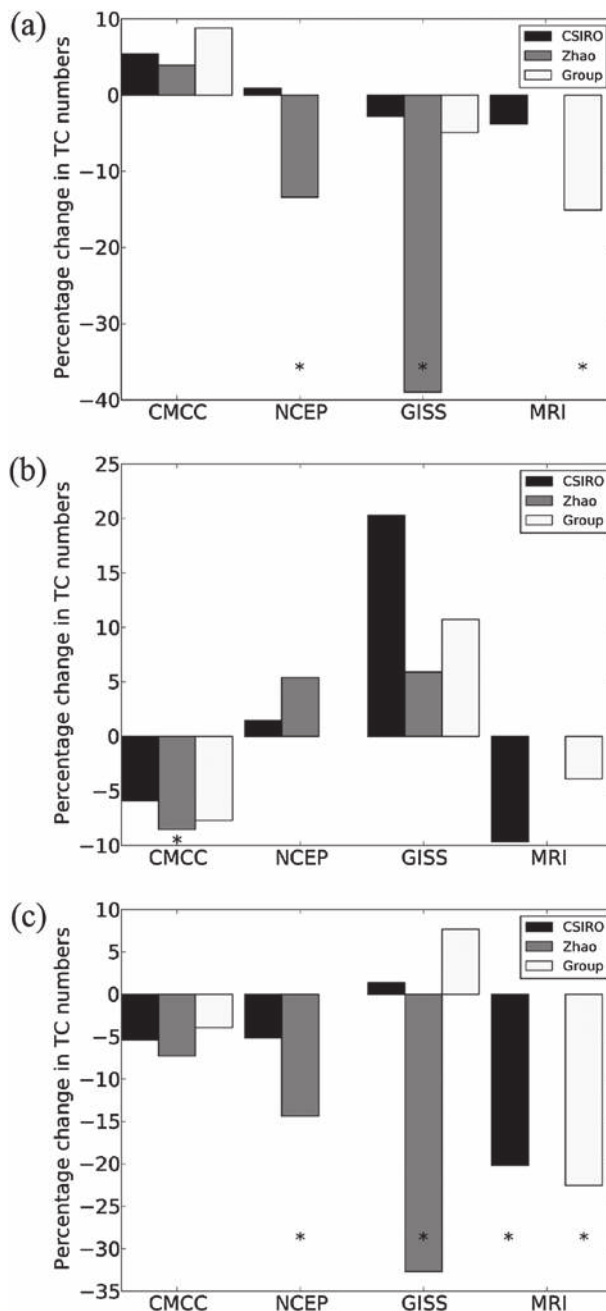 (a)
Percentage change in TC numbers
10
0
−10
−20
−30
−40
CSIRO
Zhao
Group
* * *
CMCC NCEP GISS MRI
(b)
Percentage change in TC numbers
25
20
15
10
5
0
−5
−10
CSIRO
Zhao
Group
*
CMCC NCEP GISS MRI
(c)
Percentage change in TC numbers
10
5
0
−5
−10
−15
−20
−25
−30
−35
CSIRO
Zhao
Group
* * * *
CMCC NCEP GISS MRI